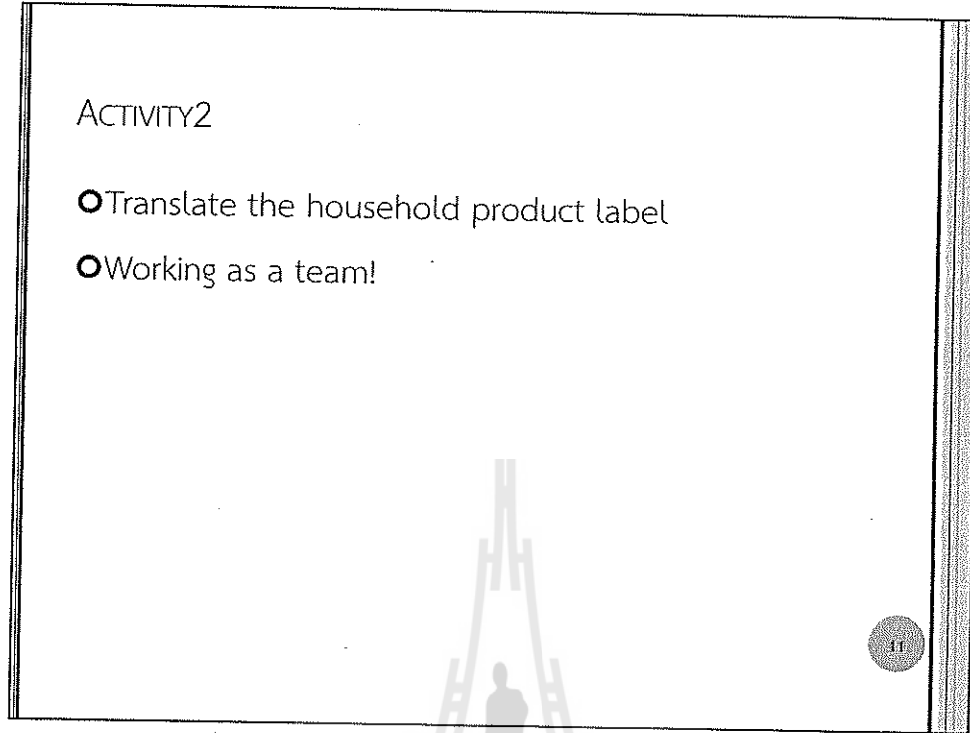 ACTIVITY2
Translate the household product label
Working as a team!
11